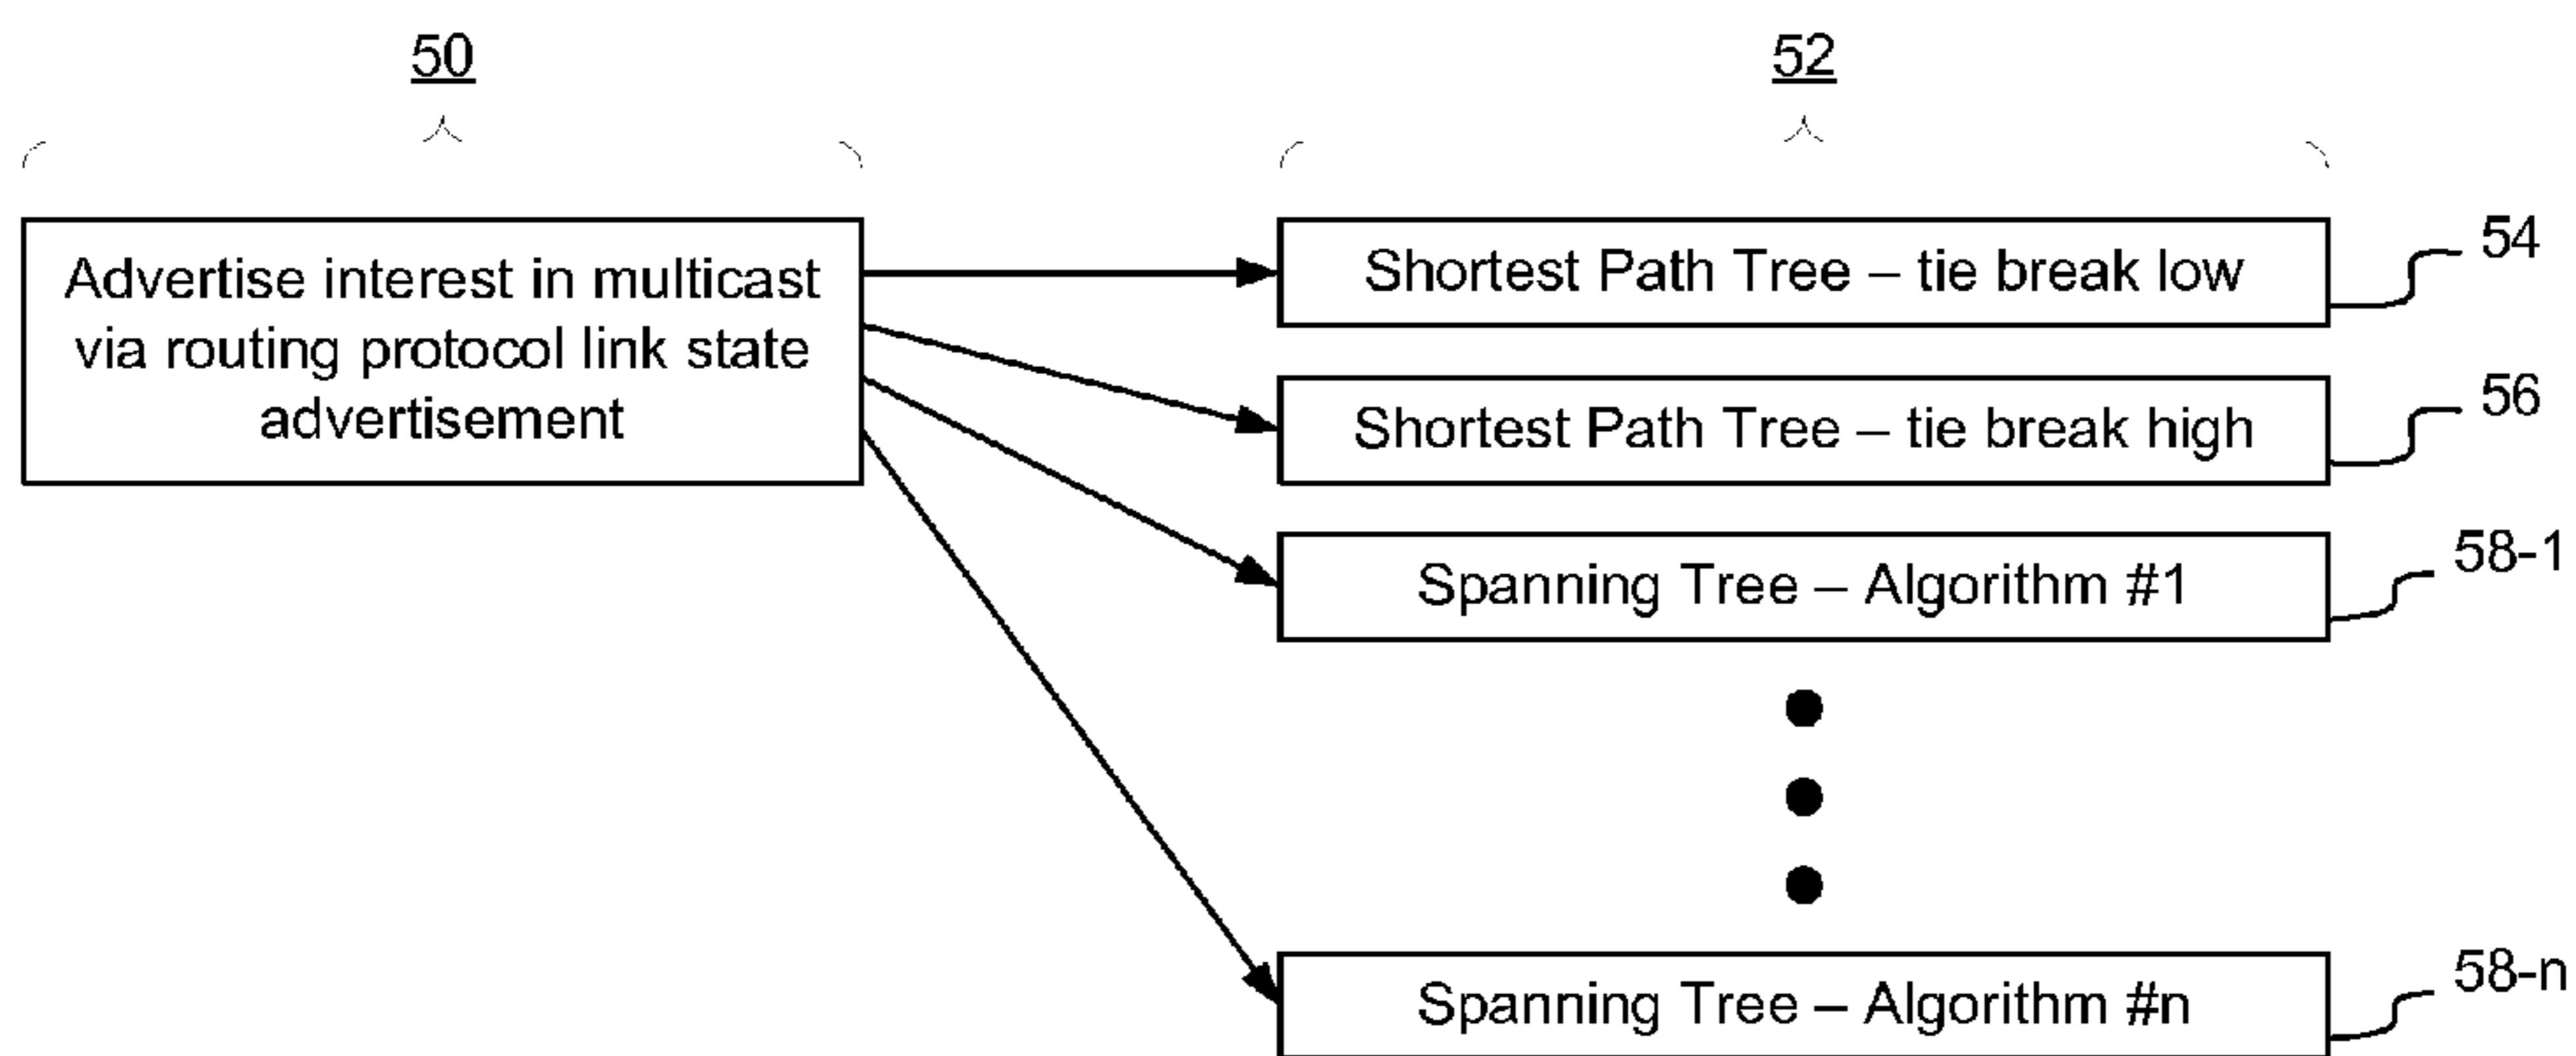 50
52
Advertise interest in multicast
via routing protocol link state
advertisement
Shortest Path Tree – tie break low
54
Shortest Path Tree – tie break high
56
Spanning Tree – Algorithm #1
58-1
Spanning Tree – Algorithm #n
58-n